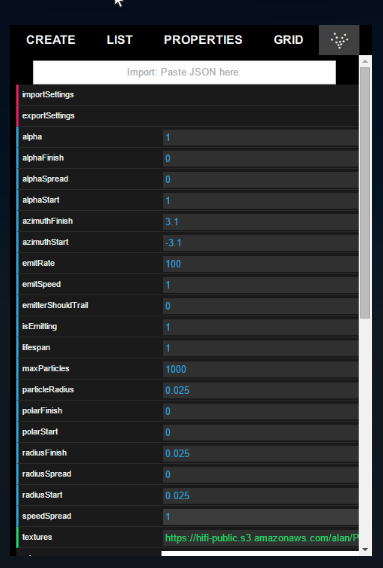 CREATE LIST PROPERTIES GRID
Import: Paste JSON here.
importSettings
exportSettings
alpha 1
alphaFinish 0
alphaSpread 0
alphaStart 1
azimuthFinish 3.1
azimuthStart -3.1
emitRate 100
emitSpeed 1
emitterShouldTrail 0
isEmitting 1
lifespan 1
maxParticles 1000
particleRadius 0.025
polarFinish 0
polarStart 0
radiusFinish 0.025
radiusSpread 0
radiusStart 0.025
speedSpread 1
textures https://hifi-public.s3.amazonaws.com/alan/P